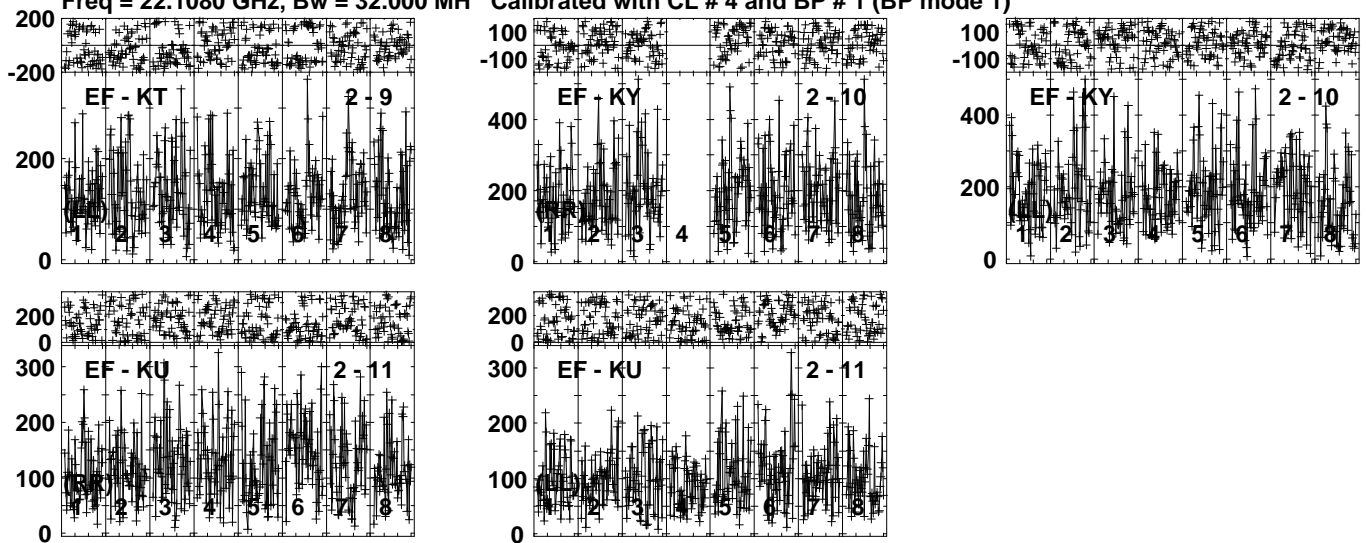 Freq = 22.1080 GHz, Bw = 32.000 MH Calibrated with CL # 4 and BP # 1 (BP mode 1)
200
-200
EF - KT 2 - 9
200
(LL)
1 2 3 4 5 6 7 8
0
100
-100
EF - KY 2 - 10
400
200
(RR)
1 2 3 4 5 6 7 8
0
100
-100
EF - KY 2 - 10
400
200
(LL)
1 2 3 4 5 6 7 8
0
200
0
EF - KU 2 - 11
300
200
100
(RR)
1 2 3 4 5 6 7 8
0
200
0
EF - KU 2 - 11
300
200
100
(LL)
1 2 3 4 5 6 7 8
0